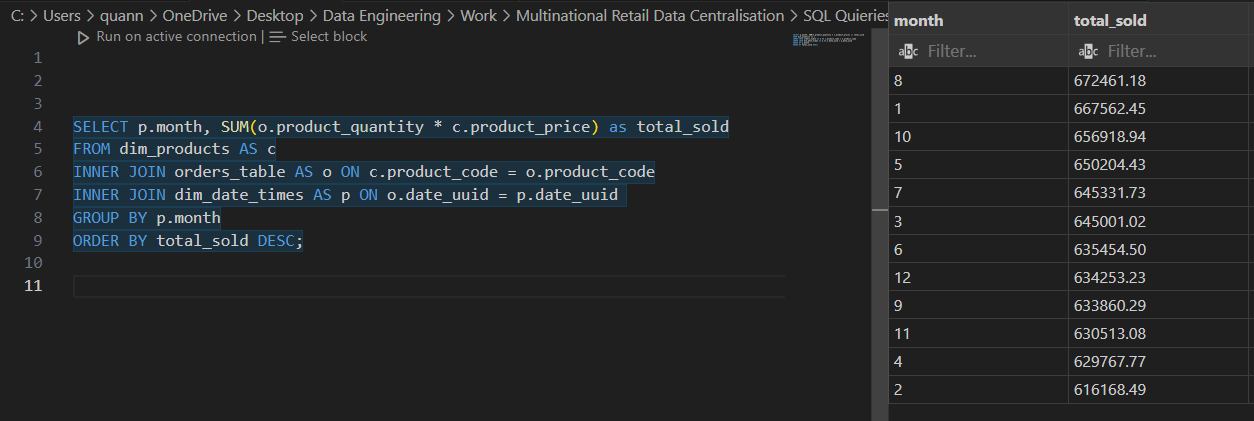 C: > Users > quann > OneDrive > Desktop > Data Engineering > Work > Multinational Retail Data Centralisation > SQL Quieries
Run on active connection | Select block
1
2
3
4 SELECT p.month, SUM(o.product_quantity * c.product_price) as total_sold
5 FROM dim_products AS c
6 INNER JOIN orders_table AS o ON c.product_code = o.product_code
7 INNER JOIN dim_date_times AS p ON o.date_uuid = p.date_uuid
8 GROUP BY p.month
9 ORDER BY total_sold DESC;
10
11
month total_sold
abc Filter... abc Filter...
8 672461.18
1 667562.45
10 656918.94
5 650204.43
7 645331.73
3 645001.02
6 635454.50
12 634253.23
9 633860.29
11 630513.08
4 629767.77
2 616168.49